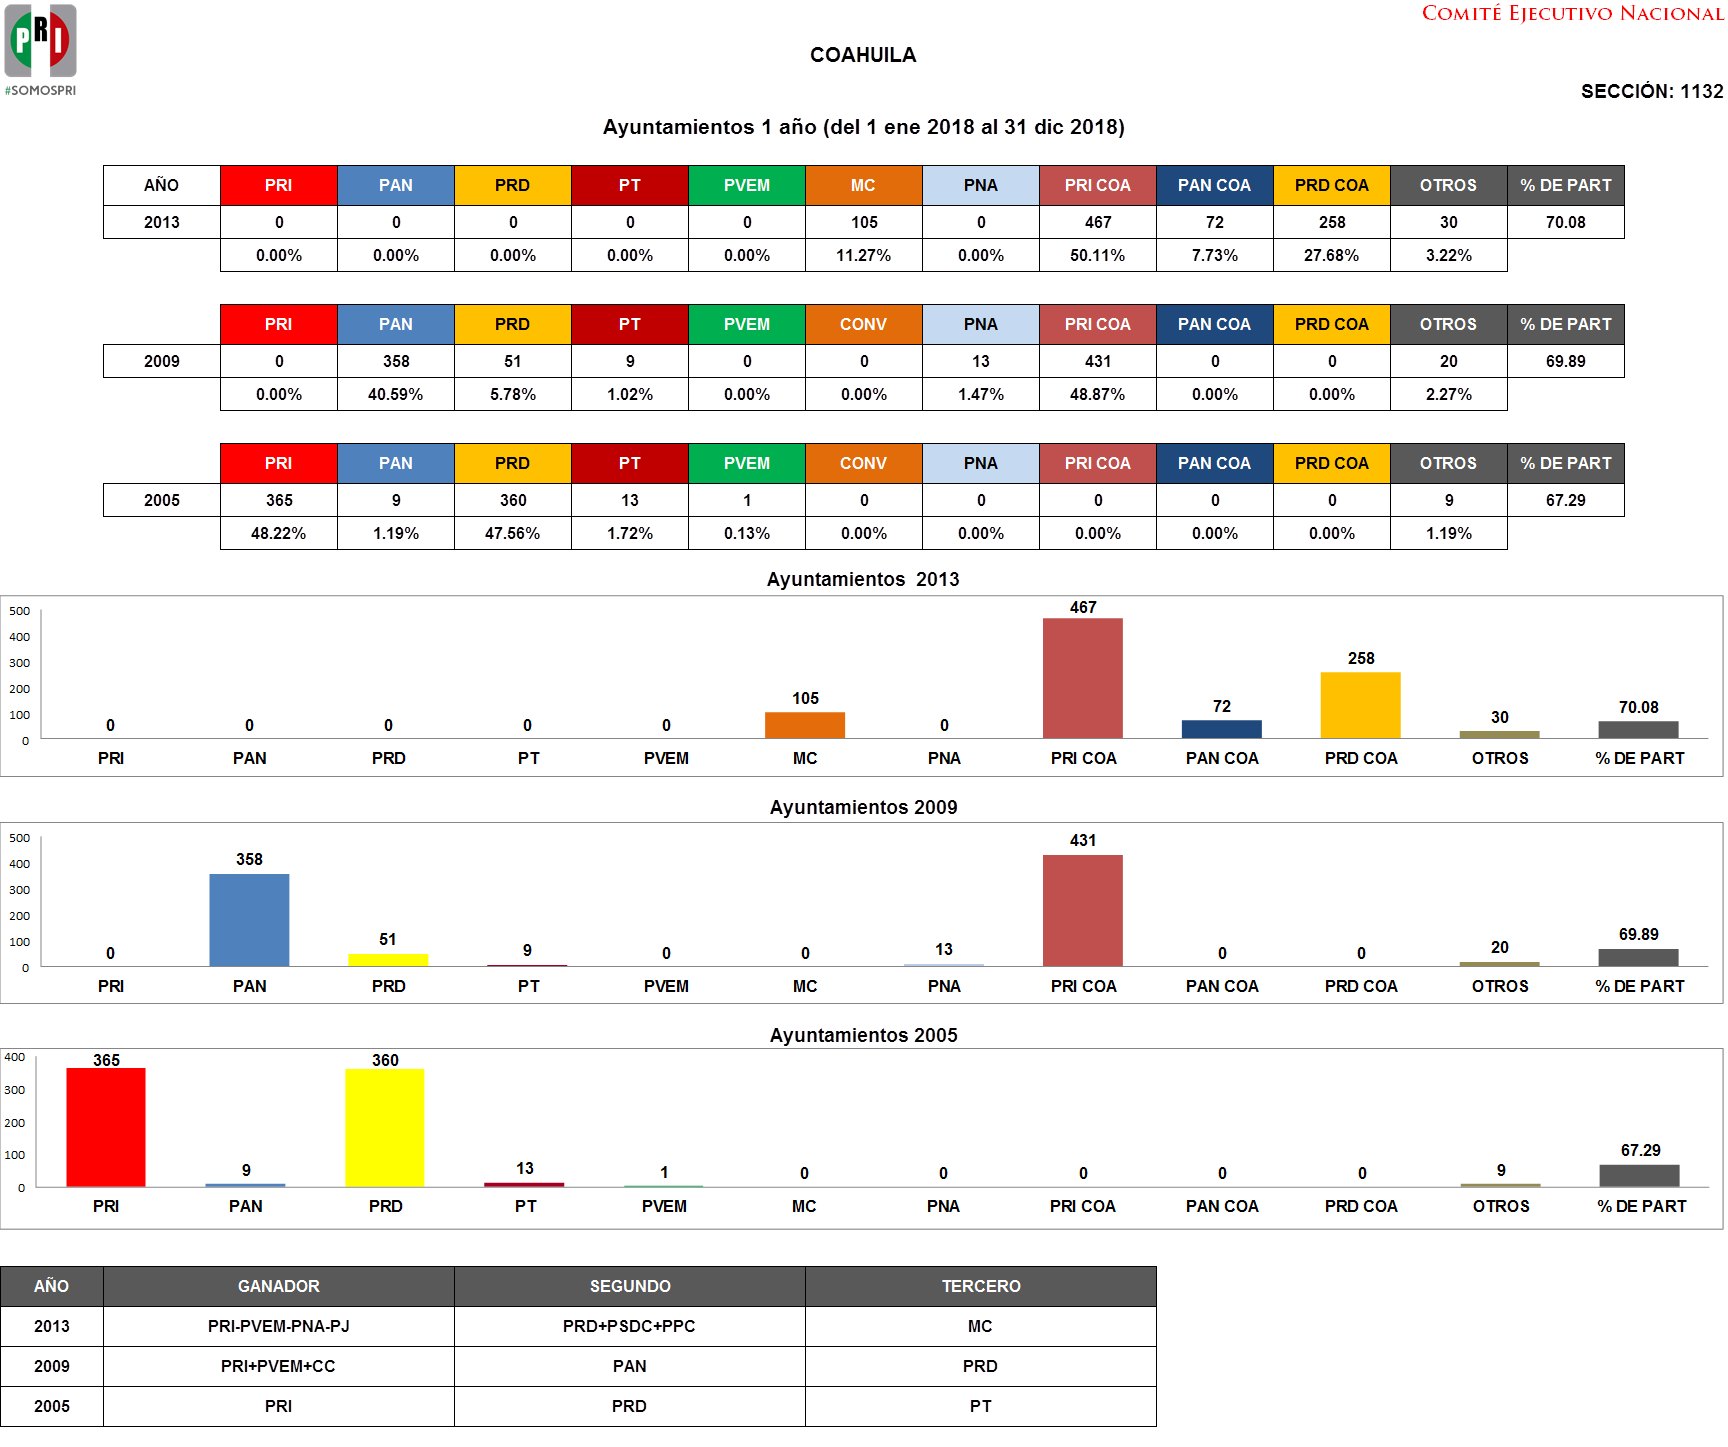 PRI
#SOMOSPRI
COMITÉ EJECUTIVO NACIONAL
COAHUILA
SECCIÓN: 1132
Ayuntamientos 1 año (del 1 ene 2018 al 31 dic 2018)
AÑO PRI PAN PRD PT PVEM MC PNA PRI COA PAN COA PRD COA OTROS % DE PART
2013 0 0 0 0 0 105 0 467 72 258 30 70.08
0.00% 0.00% 0.00% 0.00% 0.00% 11.27% 0.00% 50.11% 7.73% 27.68% 3.22%
PRI PAN PRD PT PVEM CONV PNA PRI COA PAN COA PRD COA OTROS % DE PART
2009 0 358 51 9 0 0 13 431 0 0 20 69.89
0.00% 40.59% 5.78% 1.02% 0.00% 0.00% 1.47% 48.87% 0.00% 0.00% 2.27%
PRI PAN PRD PT PVEM CONV PNA PRI COA PAN COA PRD COA OTROS % DE PART
2005 365 9 360 13 1 0 0 0 0 0 9 67.29
48.22% 1.19% 47.56% 1.72% 0.13% 0.00% 0.00% 0.00% 0.00% 0.00% 1.19%
Ayuntamientos 2013
500
400
300
200
100
0
0 0 0 0 0 105 0 467 72 258 30 70.08
PRI PAN PRD PT PVEM MC PNA PRI COA PAN COA PRD COA OTROS % DE PART
Ayuntamientos 2009
500
400
300
200
100
0
0 358 51 9 0 0 13 431 0 0 20 69.89
PRI PAN PRD PT PVEM MC PNA PRI COA PAN COA PRD COA OTROS % DE PART
Ayuntamientos 2005
400
300
200
100
0
365 9 360 13 1 0 0 0 0 0 9 67.29
PRI PAN PRD PT PVEM MC PNA PRI COA PAN COA PRD COA OTROS % DE PART
AÑO GANADOR SEGUNDO TERCERO
2013 PRI-PVEM-PNA-PJ PRD+PSDC+PPC MC
2009 PRI+PVEM+CC PAN PRD
2005 PRI PRD PT